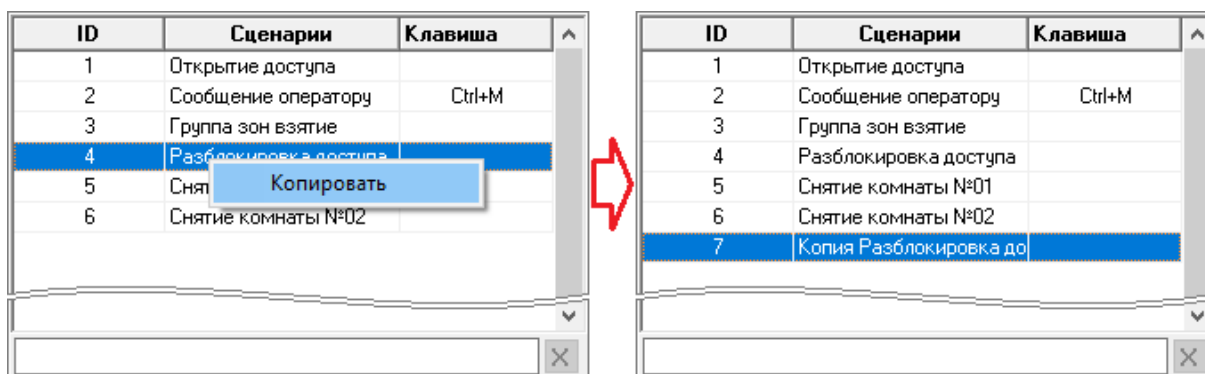 ID Сценарии Клавиша
1 Открытие доступа
2 Сообщение оператору Ctrl+M
3 Группа зон взятие
4 Разблокировка доступа
5 Снят
Копировать
6 Снятие комнаты №02
ID Сценарии Клавиша
1 Открытие доступа
2 Сообщение оператору Ctrl+M
3 Группа зон взятие
4 Разблокировка доступа
5 Снятие комнаты №01
6 Снятие комнаты №02
7 Копия Разблокировка до